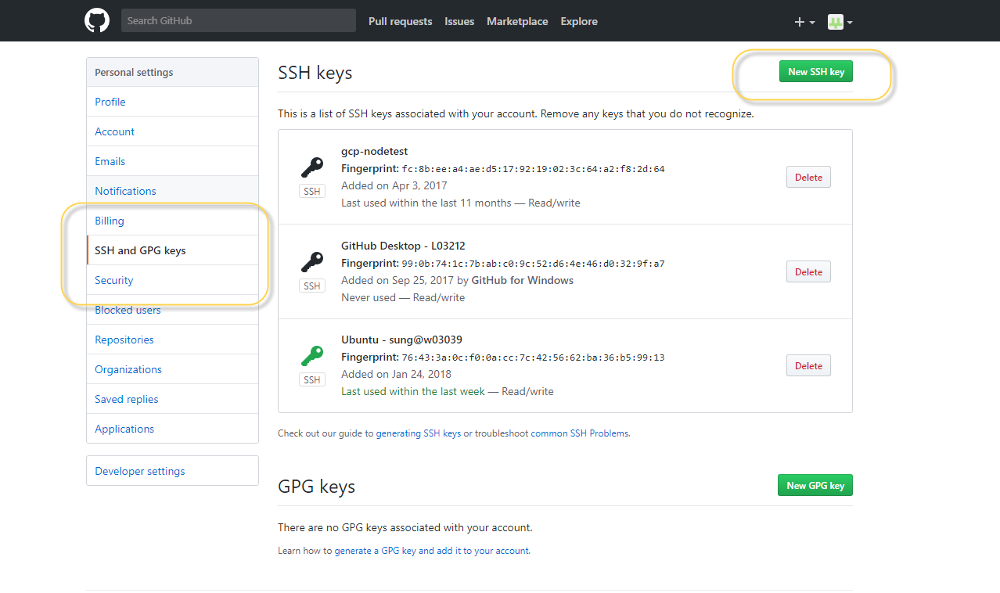 Search GitHub
Pull requests
Issues
Marketplace
Explore
Personal settings
Profile
Account
Emails
Notifications
Billing
SSH and GPG keys
Security
Blocked users
Repositories
Organizations
Saved replies
Applications
Developer settings
SSH keys
New SSH key
This is a list of SSH keys associated with your account. Remove any keys that you do not recognize.
gcp-nodetest
Fingerprint: fc:8b:ee:a4:ae:d5:17:92:19:02:3c:64:a2:f8:2d:64
SSH
Added on Apr 3, 2017
Last used within the last 11 months — Read/write
Delete
GitHub Desktop - L03212
Fingerprint: 99:0b:74:1c:7b:ab:c0:9c:52:d6:4e:46:d0:32:9f:a7
SSH
Added on Sep 25, 2017 by GitHub for Windows
Never used — Read/write
Delete
Ubuntu - sung@w03039
Fingerprint: 76:43:3a:0c:f0:0a:cc:7c:42:56:62:ba:36:b5:99:13
SSH
Added on Jan 24, 2018
Last used within the last week — Read/write
Delete
Check out our guide to generating SSH keys or troubleshoot common SSH Problems.
GPG keys
New GPG key
There are no GPG keys associated with your account.
Learn how to generate a GPG key and add it to your account.